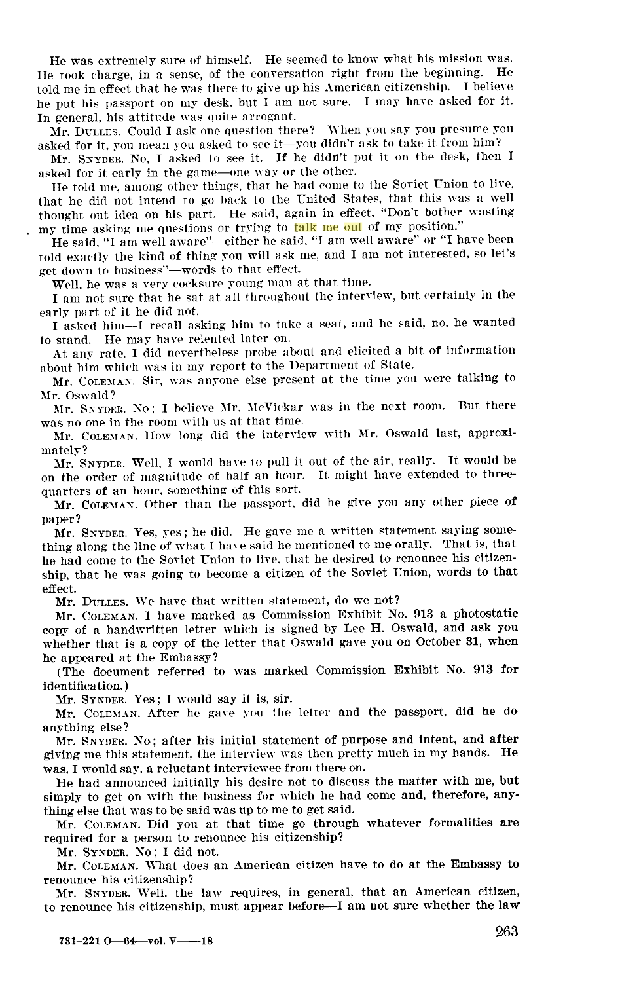 He was extremely sure of himself. He seemed to know what his mission was.
He took charge, in a sense, of the conversation right from the beginning. He
told me in effect that he was there to give up his American citizenship. I believe
he put his passport on my desk, but I am not sure. I may have asked for it.
In general, his attitude was quite arrogant.
Mr. DULLES. Could I ask one question there? When you say you presume you
asked for it, you mean you asked to see it—you didn't ask to take it from him?
Mr. SNYDER. No, I asked to see it. If he didn't put it on the desk, then I
asked for it early in the game—one way or the other.
He told me, among other things, that he had come to the Soviet Union to live,
that he did not intend to go back to the United States, that this was a well
thought out idea on his part. He said, again in effect, "Don't bother wasting
my time asking me questions or trying to talk me out of my position."
He said, "I am well aware"—either he said, "I am well aware" or "I have been
told exactly the kind of thing you will ask me, and I am not interested, so let's
get down to business"—words to that effect.
Well, he was a very cocksure young man at that time.
I am not sure that he sat at all throughout the interview, but certainly in the
early part of it he did not.
I asked him—I recall asking him to take a seat, and he said, no, he wanted
to stand. He may have relented later on.
At any rate, I did nevertheless probe about and elicited a bit of information
about him which was in my report to the Department of State.
Mr. COLEMAN. Sir, was anyone else present at the time you were talking to
Mr. Oswald?
Mr. SNYDER. No; I believe Mr. McVickar was in the next room. But there
was no one in the room with us at that time.
Mr. COLEMAN. How long did the interview with Mr. Oswald last, approxi-
mately?
Mr. SNYDER. Well, I would have to pull it out of the air, really. It would be
on the order of magnitude of half an hour. It might have extended to three-
quarters of an hour, something of this sort.
Mr. COLEMAN. Other than the passport, did he give you any other piece of
paper?
Mr. SNYDER. Yes, yes; he did. He gave me a written statement saying some-
thing along the line of what I have said he mentioned to me orally. That is, that
he had come to the Soviet Union to live, that he desired to renounce his citizen-
ship, that he was going to become a citizen of the Soviet Union, words to that
effect.
Mr. DULLES. We have that written statement, do we not?
Mr. COLEMAN. I have marked as Commission Exhibit No. 913 a photostatic
copy of a handwritten letter which is signed by Lee H. Oswald, and ask you
whether that is a copy of the letter that Oswald gave you on October 31, when
he appeared at the Embassy?
(The document referred to was marked Commission Exhibit No. 913 for
identification.)
Mr. SYNDER. Yes; I would say it is, sir.
Mr. COLEMAN. After he gave you the letter and the passport, did he do
anything else?
Mr. SNYDER. No; after his initial statement of purpose and intent, and after
giving me this statement, the interview was then pretty much in my hands. He
was, I would say, a reluctant interviewee from there on.
He had announced initially his desire not to discuss the matter with me, but
simply to get on with the business for which he had come and, therefore, any-
thing else that was to be said was up to me to get said.
Mr. COLEMAN. Did you at that time go through whatever formalities are
required for a person to renounce his citizenship?
Mr. SYNDER. No; I did not.
Mr. COLEMAN. What does an American citizen have to do at the Embassy to
renounce his citizenship?
Mr. SNYDER. Well, the law requires, in general, that an American citizen,
to renounce his citizenship, must appear before—I am not sure whether the law
263
731-221 O—64—vol. V——18